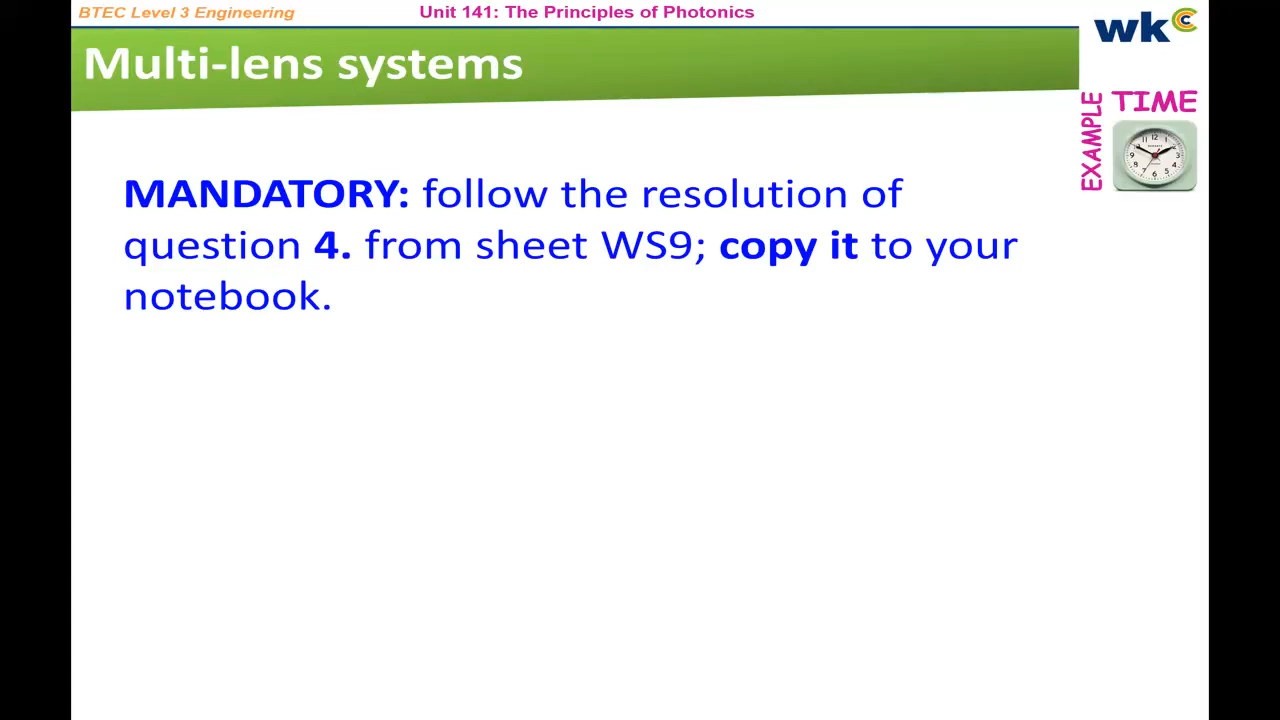 BTEC Level 3 Engineering
Unit 141: The Principles of Photonics
wkc
Multi-lens systems
EXAMPLE
TIME
MANDATORY: follow the resolution of
question 4. from sheet WS9; copy it to your
notebook.